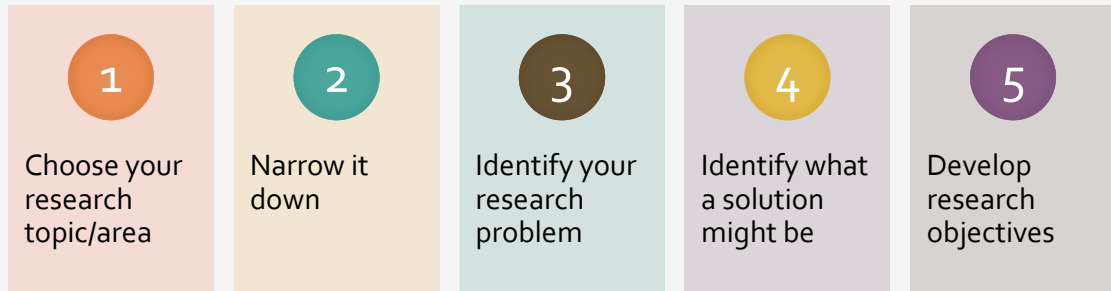 1
Choose your
research
topic/area
2
Narrow it
down
3
Identify your
research
problem
4
Identify what
a solution
might be
5
Develop
research
objectives